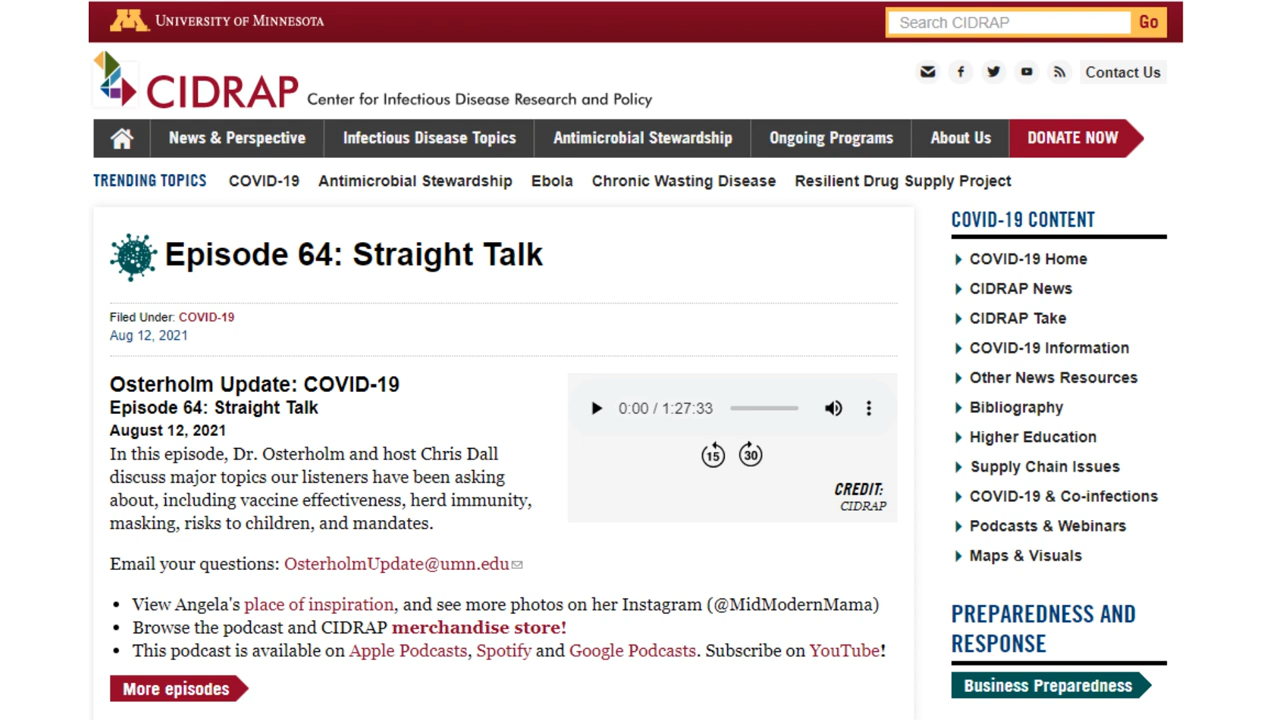 UNIVERSITY OF MINNESOTA
Search CIDRAP
Go
CIDRAP Center for Infectious Disease Research and Policy
Contact Us
News & Perspective
Infectious Disease Topics
Antimicrobial Stewardship
Ongoing Programs
About Us
DONATE NOW
TRENDING TOPICS COVID-19 Antimicrobial Stewardship Ebola Chronic Wasting Disease Resilient Drug Supply Project
Episode 64: Straight Talk
Filed Under: COVID-19
Aug 12, 2021
Osterholm Update: COVID-19
Episode 64: Straight Talk
August 12, 2021
In this episode, Dr. Osterholm and host Chris Dall
discuss major topics our listeners have been asking
about, including vaccine effectiveness, herd immunity,
masking, risks to children, and mandates.
0:00 / 1:27:33
15
30
CREDIT:
CIDRAP
Email your questions: OsterholmUpdate@umn.edu
• View Angela's place of inspiration, and see more photos on her Instagram (@MidModernMama)
• Browse the podcast and CIDRAP merchandise store!
• This podcast is available on Apple Podcasts, Spotify and Google Podcasts. Subscribe on YouTube!
More episodes
COVID-19 CONTENT
COVID-19 Home
CIDRAP News
CIDRAP Take
COVID-19 Information
Other News Resources
Bibliography
Higher Education
Supply Chain Issues
COVID-19 & Co-infections
Podcasts & Webinars
Maps & Visuals
PREPAREDNESS AND
RESPONSE
Business Preparedness